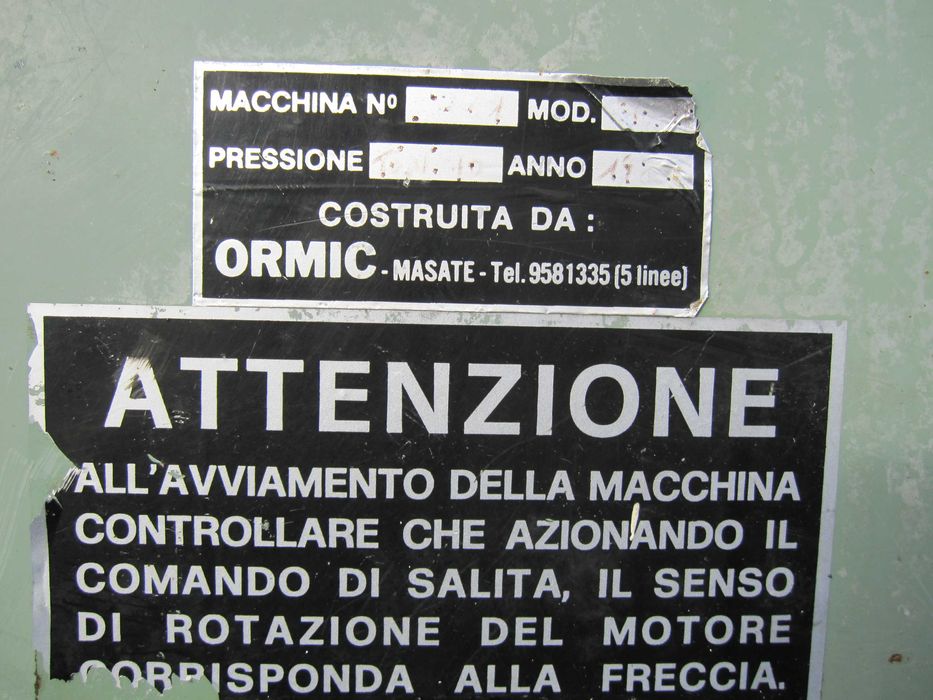 MACCHINA Nº MOD.
PRESSIONE ANNO
COSTRUITA DA :
ORMIC - MASATE - Tel. 9581335 (5 linee)
ATTENZIONE
ALL'AVVIAMENTO DELLA MACCHINA
CONTROLLARE CHE AZIONANDO IL
COMANDO DI SALITA, IL SENSO
DI ROTAZIONE DEL MOTORE
CORRISPONDA ALLA FRECCIA.